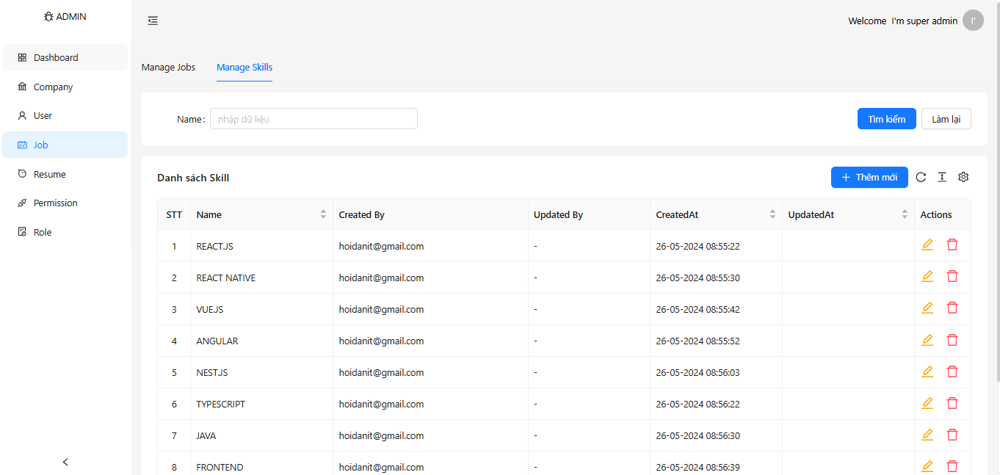 ADMIN
Welcome I'm super admin I'
Dashboard
Company
User
Job
Resume
Permission
Role
Manage Jobs Manage Skills
Name: nhập dữ liệu Tìm kiếm Làm lại
Danh sách Skill Thêm mới
STT Name Created By Updated By CreatedAt UpdatedAt Actions
1 REACT.JS hoidanit@gmail.com - 26-05-2024 08:55:22
2 REACT NATIVE hoidanit@gmail.com - 26-05-2024 08:55:30
3 VUE.JS hoidanit@gmail.com - 26-05-2024 08:55:42
4 ANGULAR hoidanit@gmail.com - 26-05-2024 08:55:52
5 NEST.JS hoidanit@gmail.com - 26-05-2024 08:56:03
6 TYPESCRIPT hoidanit@gmail.com - 26-05-2024 08:56:22
7 JAVA hoidanit@gmail.com - 26-05-2024 08:56:30
8 FRONTEND hoidanit@gmail.com - 26-05-2024 08:56:39